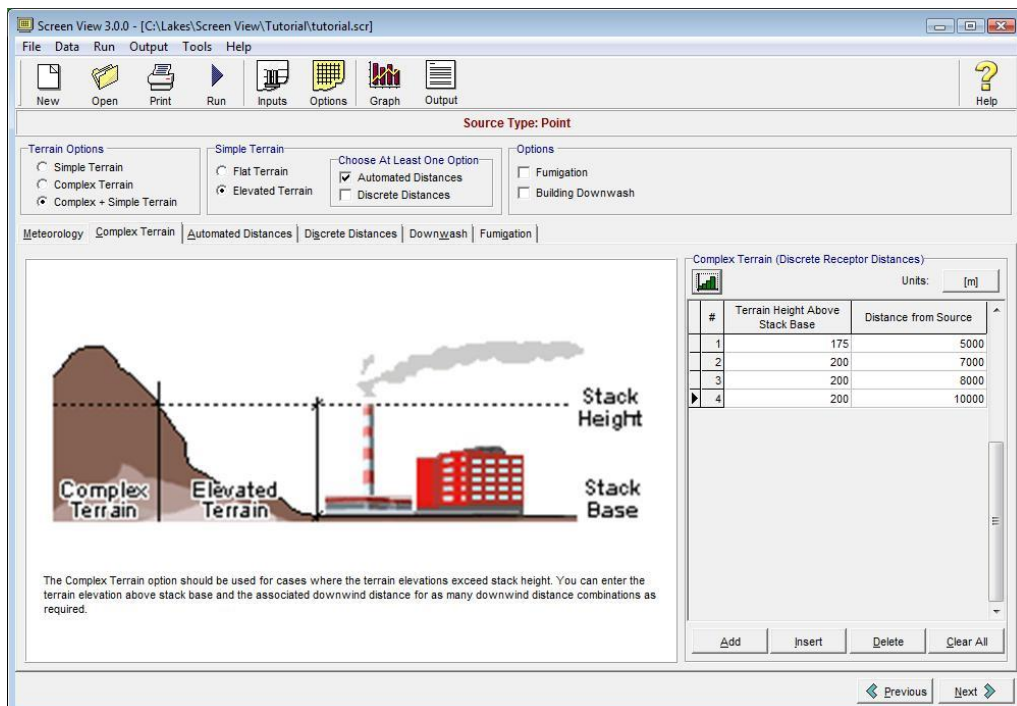 Screen View 3.0.0 - [C:\Lakes\Screen View\Tutorial\tutorial.scr]
File Data Run Output Tools Help
New Open Print Run Inputs Options Graph Output Help
Source Type: Point
Terrain Options
Simple Terrain
Complex Terrain
Complex + Simple Terrain
Simple Terrain
Flat Terrain
Elevated Terrain
Choose At Least One Option
Automated Distances
Discrete Distances
Options
Fumigation
Building Downwash
Meteorology Complex Terrain Automated Distances Discrete Distances Downwash Fumigation
Stack
Height
Complex
Terrain
Elevated
Terrain
Stack
Base
The Complex Terrain option should be used for cases where the terrain elevations exceed stack height. You can enter the
terrain elevation above stack base and the associated downwind distance for as many downwind distance combinations as
required.
Complex Terrain (Discrete Receptor Distances)
Units: [m]
# Terrain Height Above Stack Base Distance from Source
1 175 5000
2 200 7000
3 200 8000
4 200 10000
Add Insert Delete Clear All
Previous Next